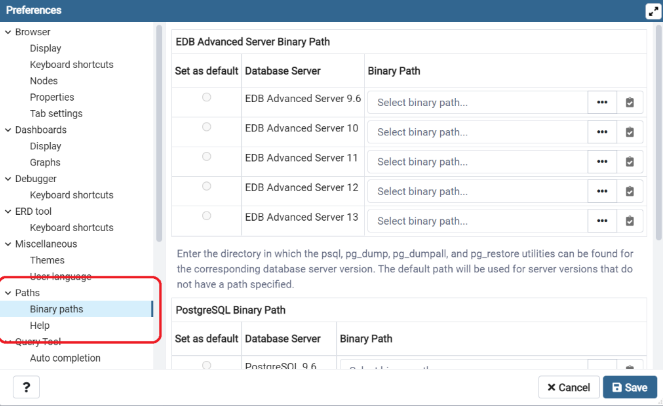 Preferences
Browser
Display
Keyboard shortcuts
Nodes
Properties
Tab settings
Dashboards
Display
Graphs
Debugger
Keyboard shortcuts
ERD tool
Keyboard shortcuts
Miscellaneous
Themes
User language
Paths
Binary paths
Help
Query Tool
Auto completion
EDB Advanced Server Binary Path
Set as default Database Server Binary Path
EDB Advanced Server 9.6 Select binary path...
EDB Advanced Server 10 Select binary path...
EDB Advanced Server 11 Select binary path...
EDB Advanced Server 12 Select binary path...
EDB Advanced Server 13 Select binary path...
Enter the directory in which the psql, pg_dump, pg_dumpall, and pg_restore utilities can be found for
the corresponding database server version. The default path will be used for server versions that do
not have a path specified.
PostgreSQL Binary Path
Set as default Database Server Binary Path
PostgreSQL 9.6 Select binary path...
? Cancel Save